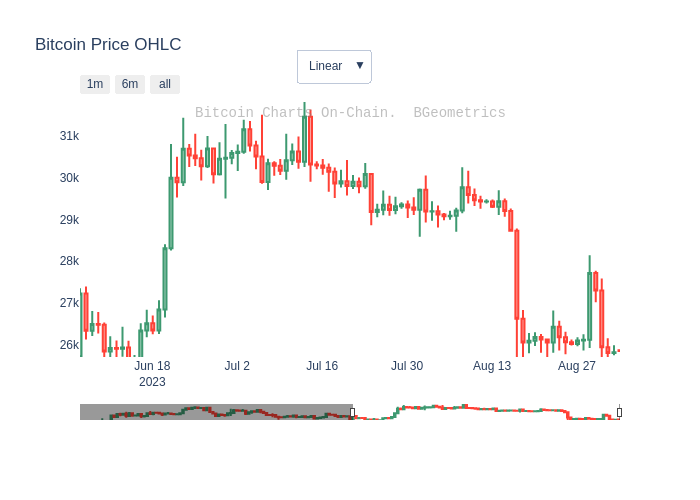 Bitcoin Price OHLC
Linear ▼
1m 6m all
Bitcoin Charts On-Chain. BGeometrics
31k
30k
29k
28k
27k
26k
Jun 18 Jul 2 Jul 16 Jul 30 Aug 13 Aug 27
2023